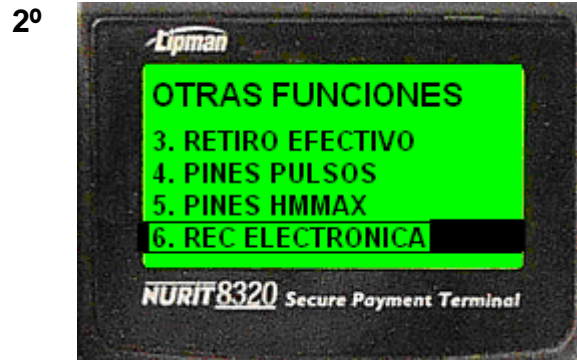 2º
Lipman
OTRAS FUNCIONES
3. RETIRO EFECTIVO
4. PINES PULSOS
5. PINES HMMAX
6. REC ELECTRONICA
NURIT 8320 Secure Payment Terminal